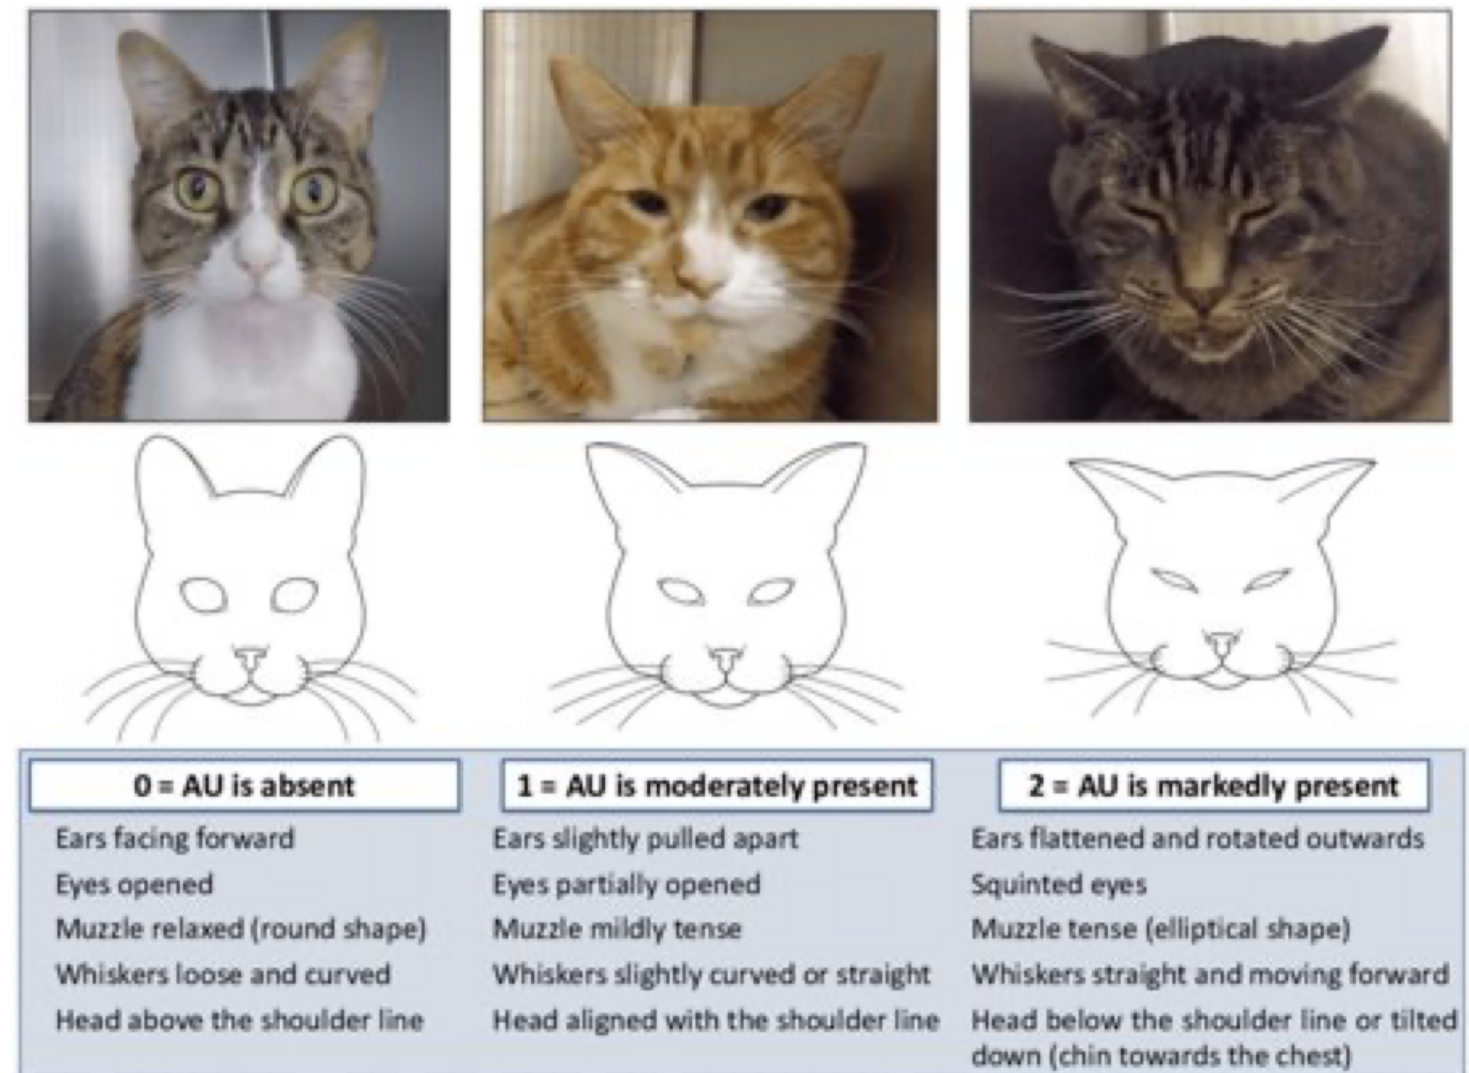 0 = AU is absent
Ears facing forward
Eyes opened
Muzzle relaxed (round shape)
Whiskers loose and curved
Head above the shoulder line
1 = AU is moderately present
Ears slightly pulled apart
Eyes partially opened
Muzzle mildly tense
Whiskers slightly curved or straight
Head aligned with the shoulder line
2 = AU is markedly present
Ears flattened and rotated outwards
Squinted eyes
Muzzle tense (elliptical shape)
Whiskers straight and moving forward
Head below the shoulder line or tilted
down (chin towards the chest)